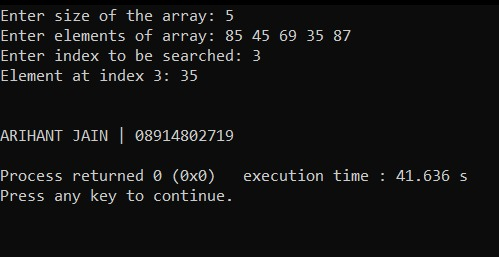 Enter size of the array: 5
Enter elements of array: 85 45 69 35 87
Enter index to be searched: 3
Element at index 3: 35
ARIHANT JAIN | 08914802719
Process returned 0 (0x0)   execution time : 41.636 s
Press any key to continue.